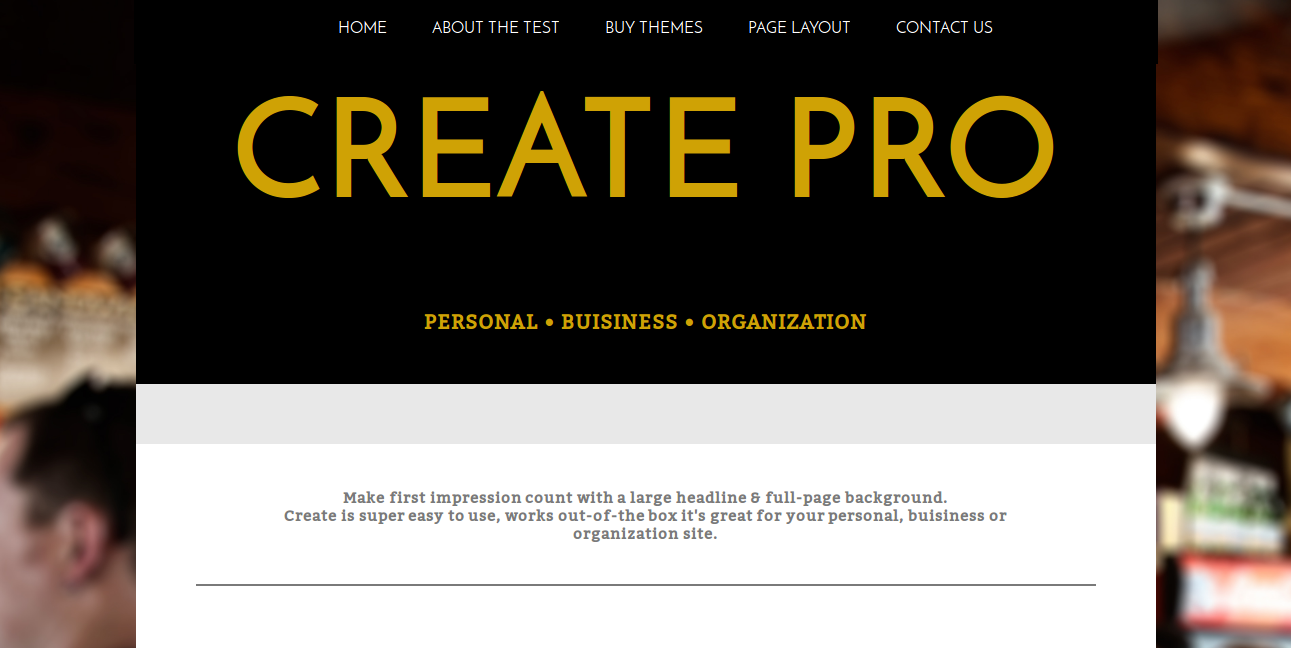 HOME ABOUT THE TEST BUY THEMES PAGE LAYOUT CONTACT US
CREATE PRO
PERSONAL • BUISINESS • ORGANIZATION
Make first impression count with a large headline & full-page background.
Create is super easy to use, works out-of-the box it's great for your personal, buisiness or
organization site.